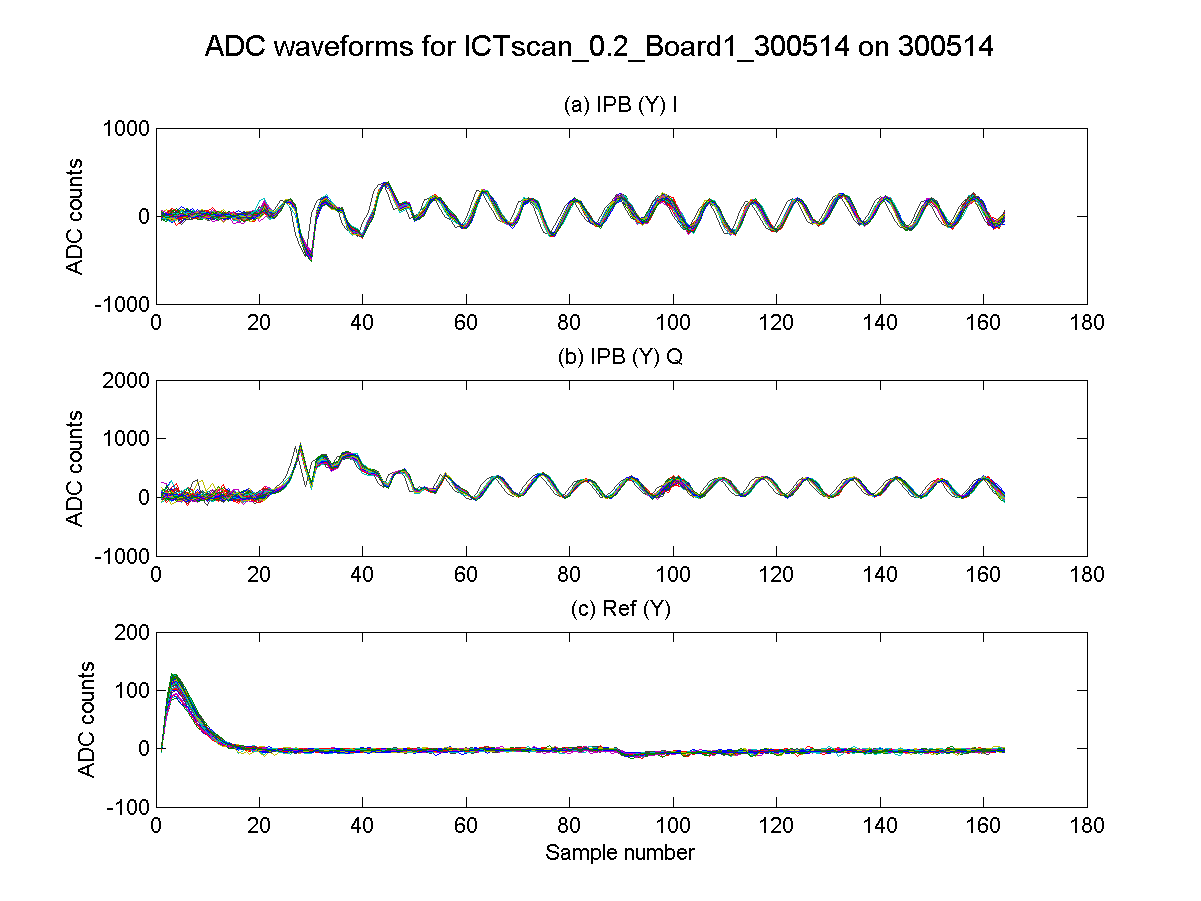 ADC waveforms for ICTscan_0.2_Board1_300514 on 300514
(a) IPB (Y) I
1000
0
-1000
ADC counts
0 20 40 60 80 100 120 140 160 180
(b) IPB (Y) Q
2000
1000
0
-1000
ADC counts
0 20 40 60 80 100 120 140 160 180
(c) Ref (Y)
200
100
0
-100
ADC counts
0 20 40 60 80 100 120 140 160 180
Sample number